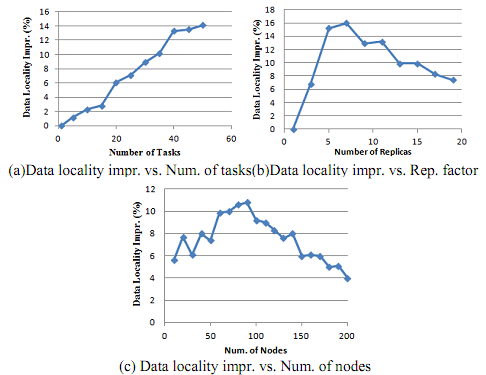 16
14
12
10
8
6
4
2
0
Data Locality Impr. (%)
0 20 40 60
Number of Tasks
18
16
14
12
10
8
6
4
2
0
Data Locality Impr. (%)
0 5 10 15 20
Number of Replicas
(a)Data locality impr. vs. Num. of tasks(b)Data locality impr. vs. Rep. factor
12
10
8
6
4
2
0
Data Locality Impr. (%)
0 50 100 150 200
Num. of Nodes
(c) Data locality impr. vs. Num. of nodes